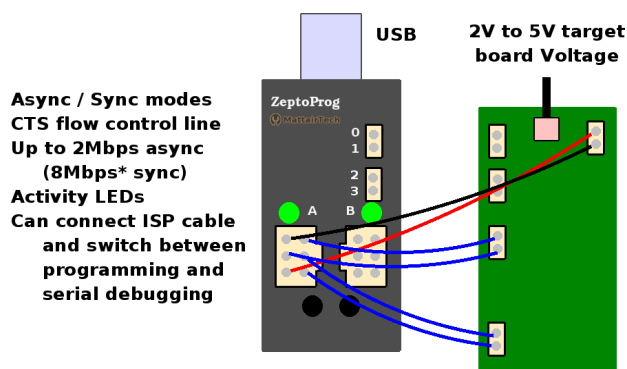 USB
2V to 5V target
board Voltage
Async / Sync modes
CTS flow control line
Up to 2Mbps async
(8Mbps* sync)
Activity LEDs
Can connect ISP cable
and switch between
programming and
serial debugging
ZeptoProg
MattairTech
0
1
2
3
A
B